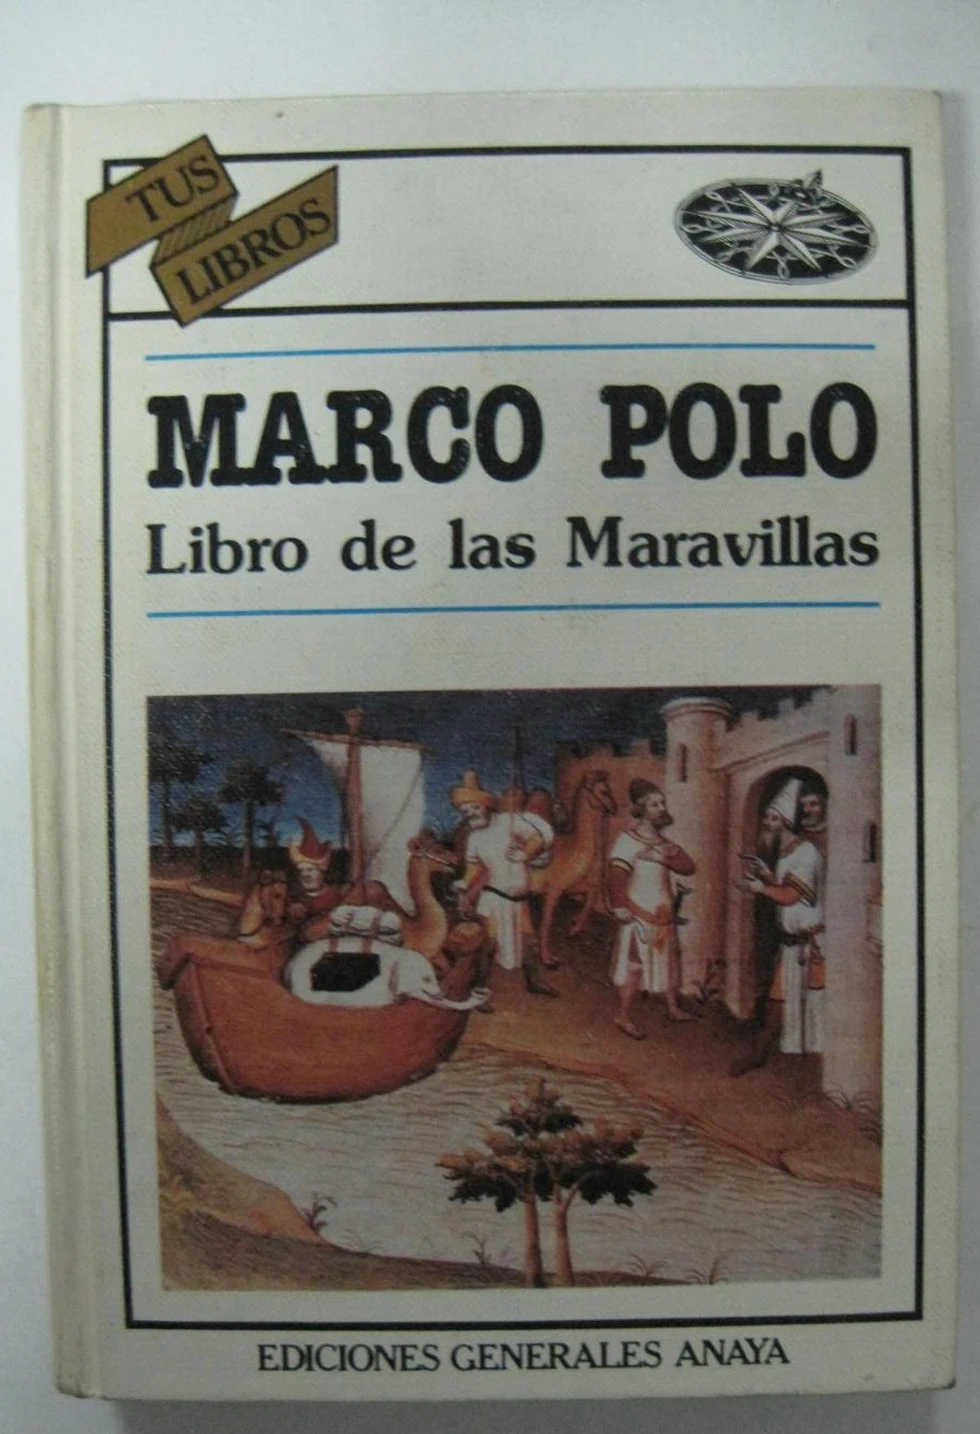 TUS
LIBROS
MARCO POLO
Libro de las Maravillas
EDICIONES GENERALES ANAYA